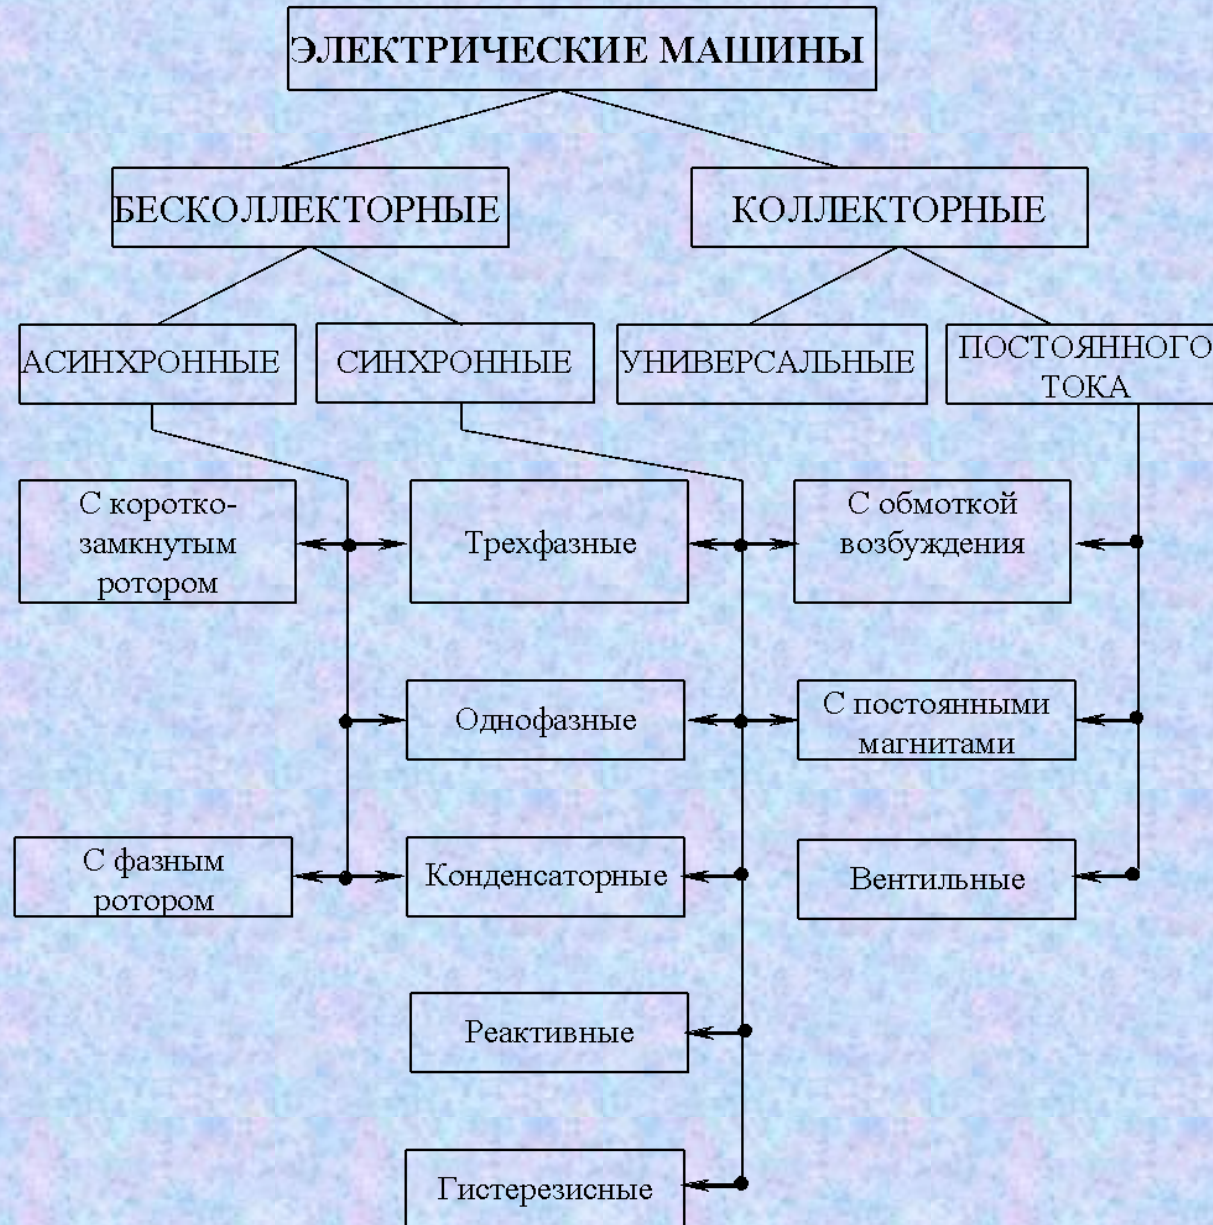 ЭЛЕКТРИЧЕСКИЕ МАШИНЫ
БЕСКОЛЛЕКТОРНЫЕ
КОЛЛЕКТОРНЫЕ
АСИНХРОННЫЕ
СИНХРОННЫЕ
УНИВЕРСАЛЬНЫЕ
ПОСТОЯННОГО
ТОКА
С коротко-
замкнутым
ротором
Трехфазные
С обмоткой
возбуждения
Однофазные
С постоянными
магнитами
С фазным
ротором
Конденсаторные
Вентильные
Реактивные
Гистерезисные